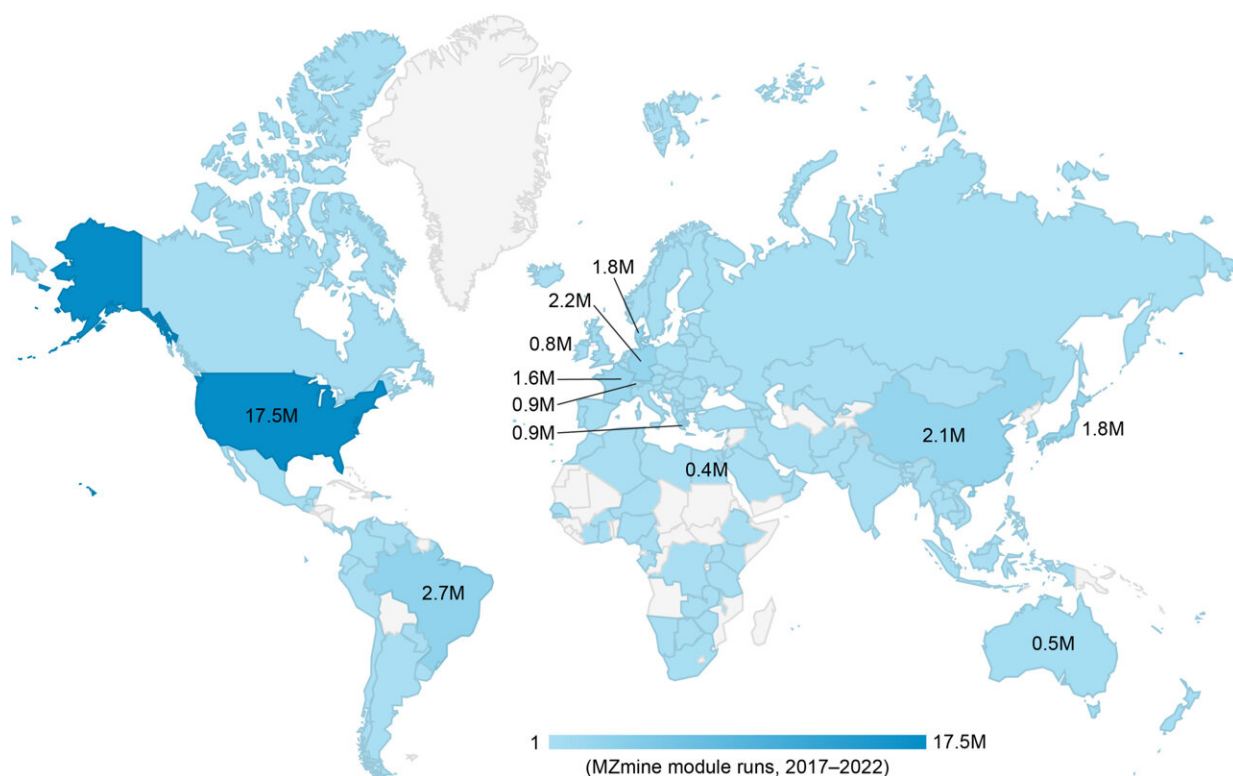 1.8M
2.2M
0.8M
1.6M
0.9M
0.9M
17.5M
0.4M
2.1M
1.8M
2.7M
0.5M
1
17.5M
(MZmine module runs, 2017–2022)